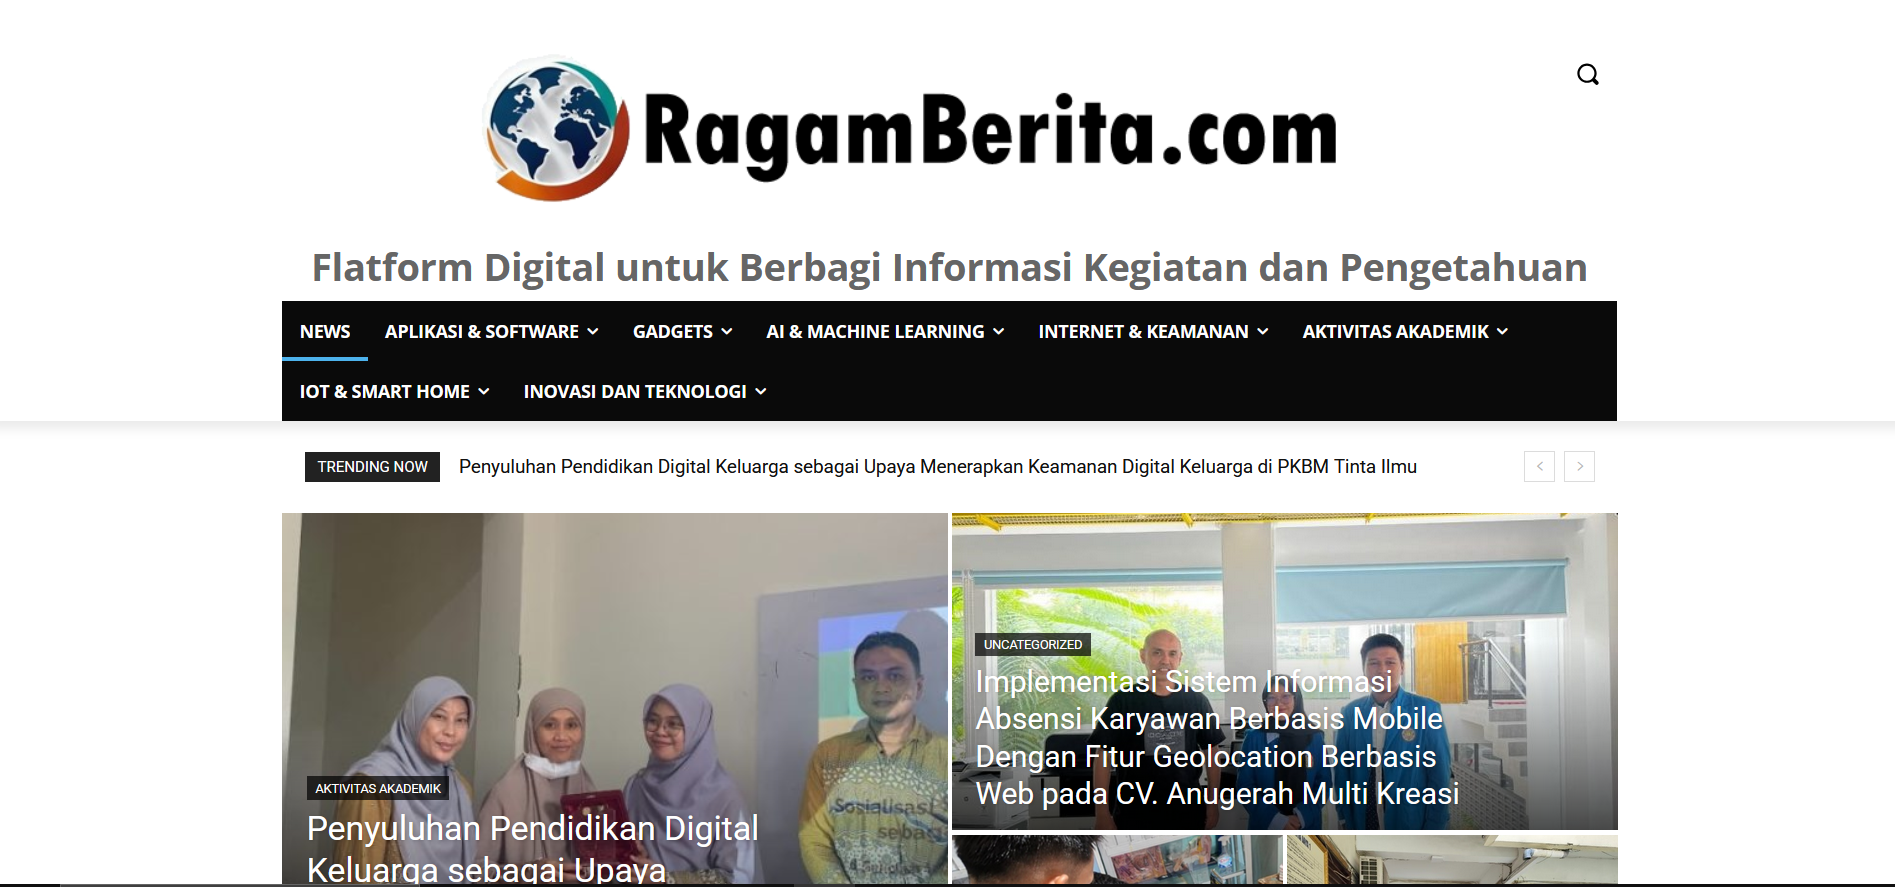 RagamBerita.com
Flatform Digital untuk Berbagi Informasi Kegiatan dan Pengetahuan
NEWS APLIKASI & SOFTWARE GADGETS AI & MACHINE LEARNING INTERNET & KEAMANAN AKTIVITAS AKADEMIK
IOT & SMART HOME INOVASI DAN TEKNOLOGI
TRENDING NOW Penyuluhan Pendidikan Digital Keluarga sebagai Upaya Menerapkan Keamanan Digital Keluarga di PKBM Tinta Ilmu
Sosialisasi
sebag
AKTIVITAS AKADEMIK
Penyuluhan Pendidikan Digital
Keluarga sebagai Upaya
UNCATEGORIZED
Implementasi Sistem Informasi
Absensi Karyawan Berbasis Mobile
Dengan Fitur Geolocation Berbasis
Web pada CV. Anugerah Multi Kreasi